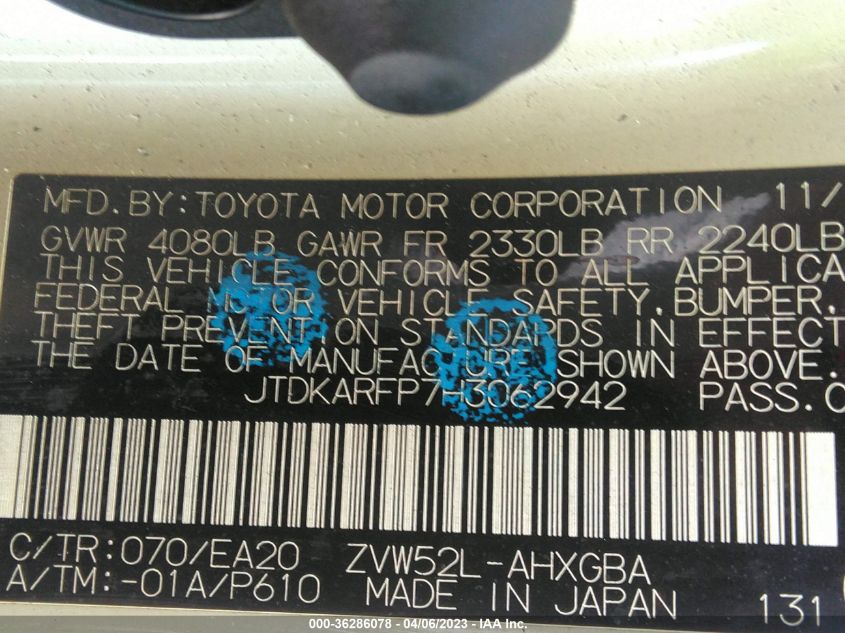 MFD. BY: TOYOTA MOTOR CORPORATION 11/
GVWR 4080LB GAWR FR 2330LB RR 2240LB
THIS VEHICLE CONFORMS TO ALL APPLICA
FEDERAL MOTOR VEHICLE SAFETY, BUMPER,
THEFT PREVENTION STANDARDS IN EFFECT
THE DATE OF MANUFACTURE SHOWN ABOVE.
JTDKARFP7H3062942 PASS.C
C/TR:070/EA20 ZVW52L-AHXGBA
A/TM:-01A/P610 MADE IN JAPAN 131
000-36286078 - 04/06/2023 - IAA Inc.